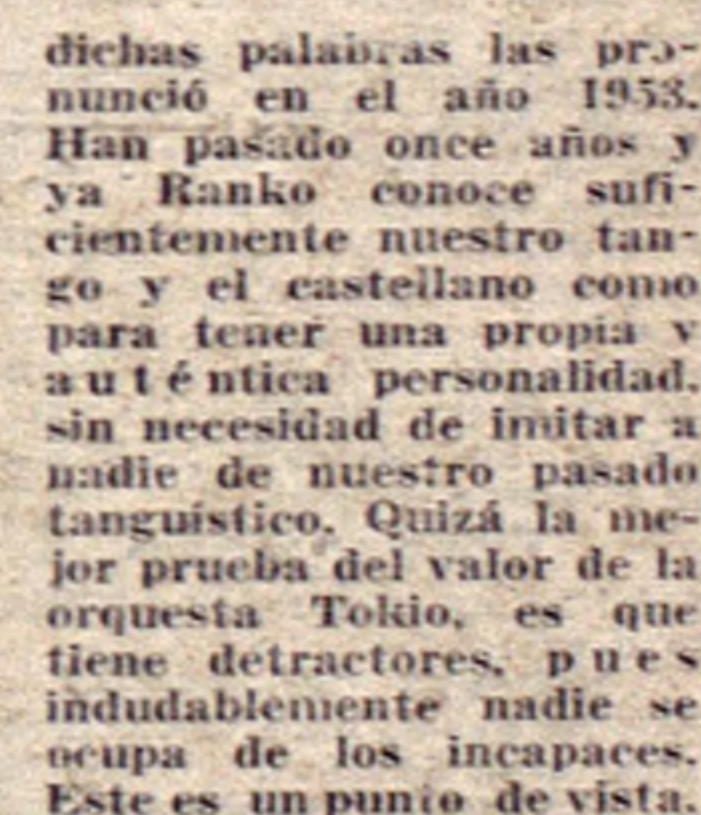 dichas palabras las pro-
nunció en el año 1953.
Han pasado once años y
ya Ranko conoce sufi-
cientemente nuestro tan-
go y el castellano como
para tener una propia y
auténtica personalidad,
sin necesidad de imitar a
nadie de nuestro pasado
tanguístico. Quizá la me-
jor prueba del valor de la
orquesta Tokio, es que
tiene detractores, pues
indudablemente nadie se
ocupa de los incapaces.
Este es un punto de vista.